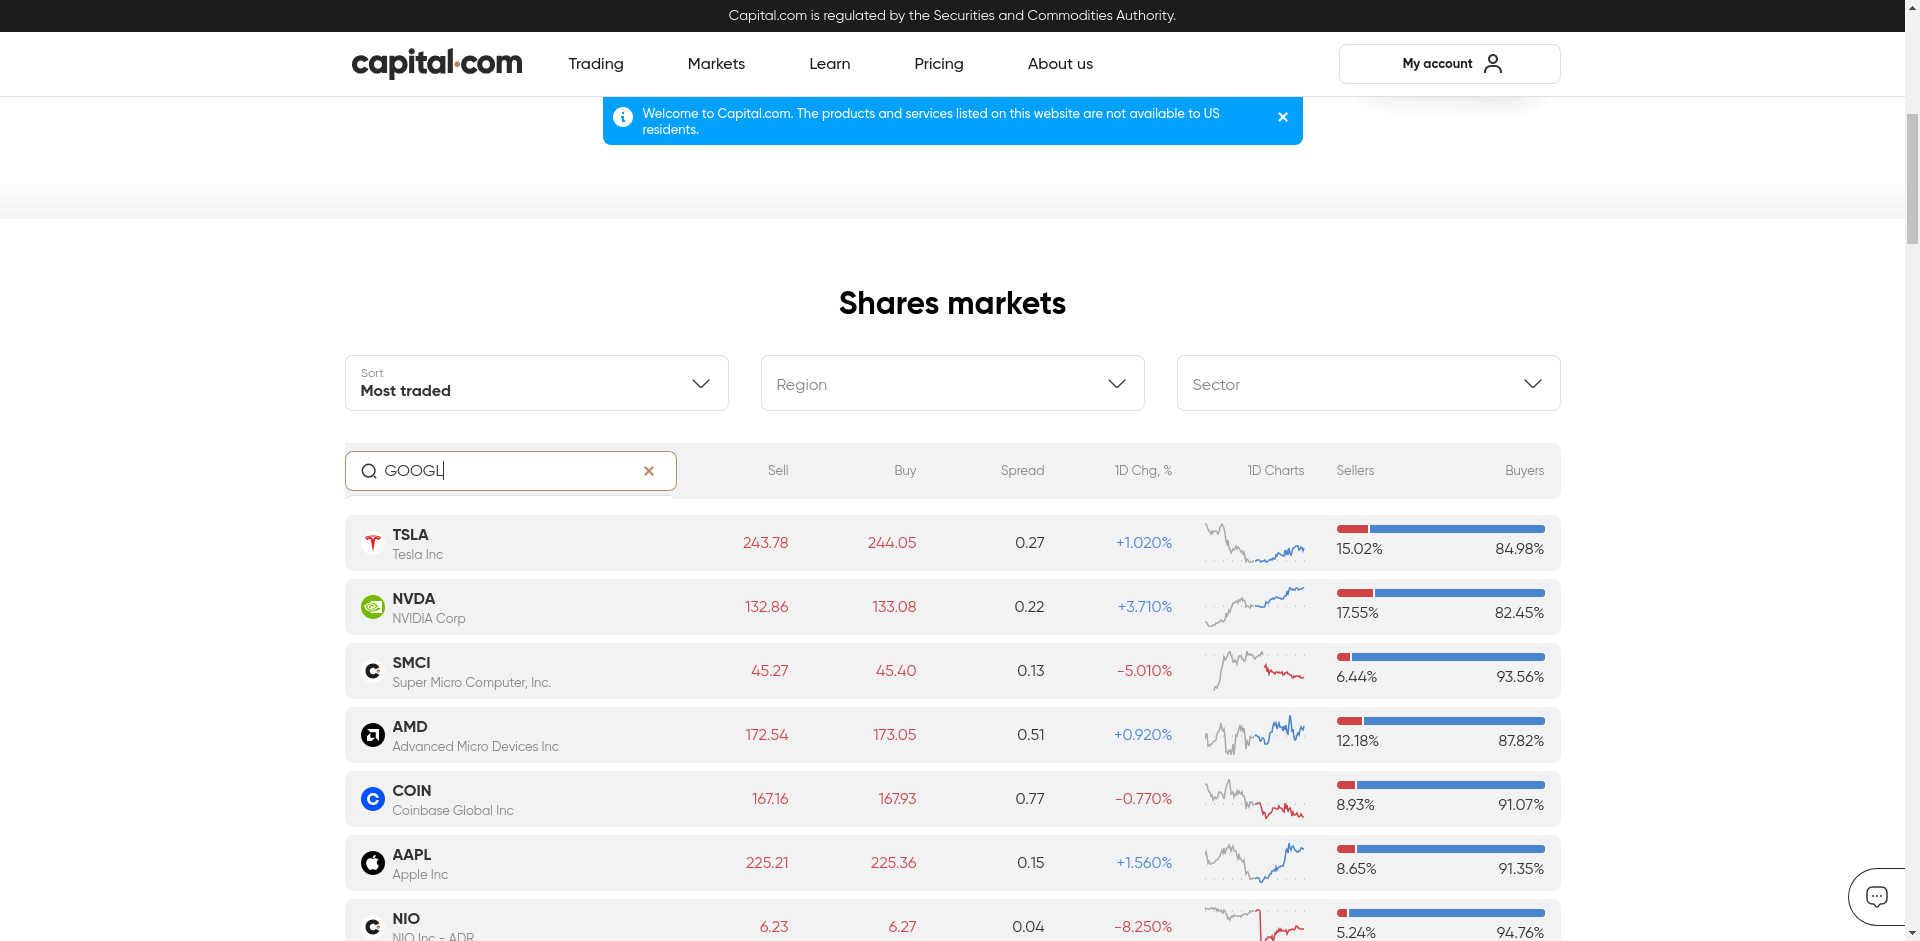 Capital.com is regulated by the Securities and Commodities Authority.
capital.com
Trading
Markets
Learn
Pricing
About us
My account
Welcome to Capital.com. The products and services listed on this website are not available to US
residents.
Shares markets
Sort
Most traded
Region
Sector
GOOGL
Sell
Buy
Spread
1D Chg, %
1D Charts
Sellers
Buyers
TSLA
Tesla Inc
243.78
244.05
0.27
+1.020%
15.02%
84.98%
NVDA
NVIDIA Corp
132.86
133.08
0.22
+3.710%
17.55%
82.45%
SMCI
Super Micro Computer, Inc.
45.27
45.40
0.13
-5.010%
6.44%
93.56%
AMD
Advanced Micro Devices Inc
172.54
173.05
0.51
+0.920%
12.18%
87.82%
COIN
Coinbase Global Inc
167.16
167.93
0.77
-0.770%
8.93%
91.07%
AAPL
Apple Inc
225.21
225.36
0.15
+1.560%
8.65%
91.35%
NIO
NIO Inc - ADR
6.23
6.27
0.04
-8.250%
5.24%
94.76%